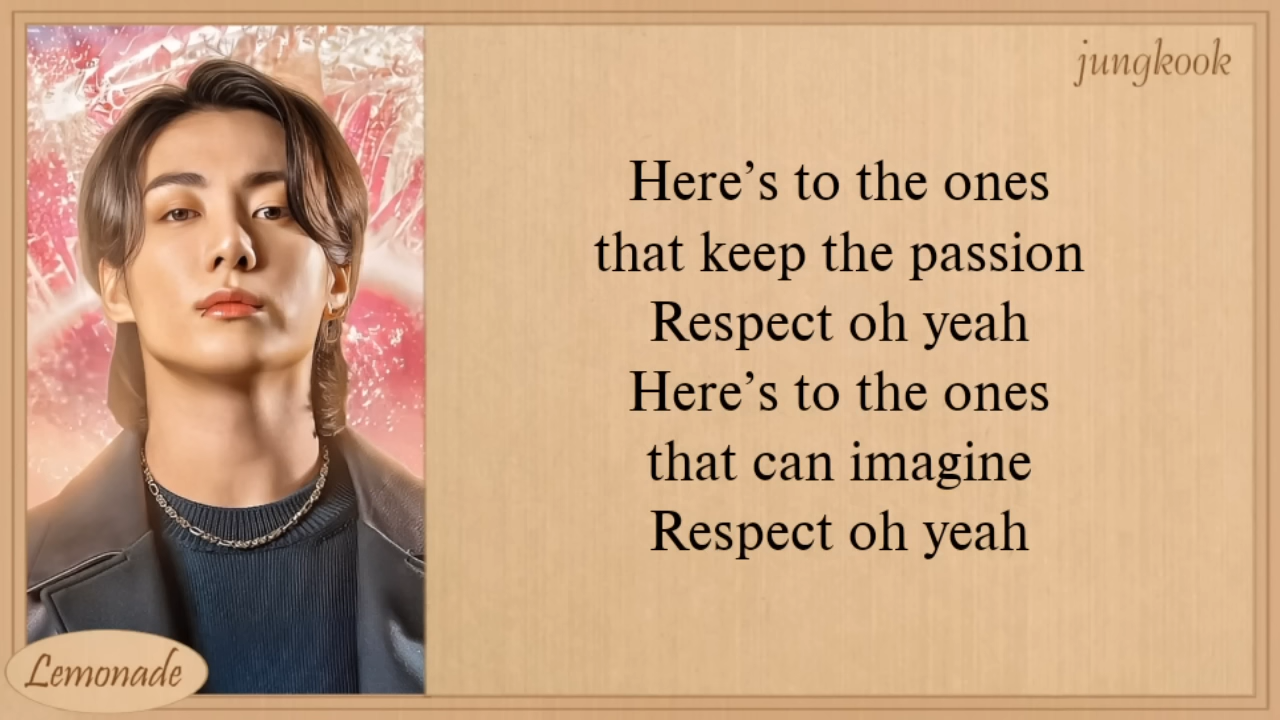 jungkook
Here’s to the ones
that keep the passion
Respect oh yeah
Here’s to the ones
that can imagine
Respect oh yeah
Lemonade